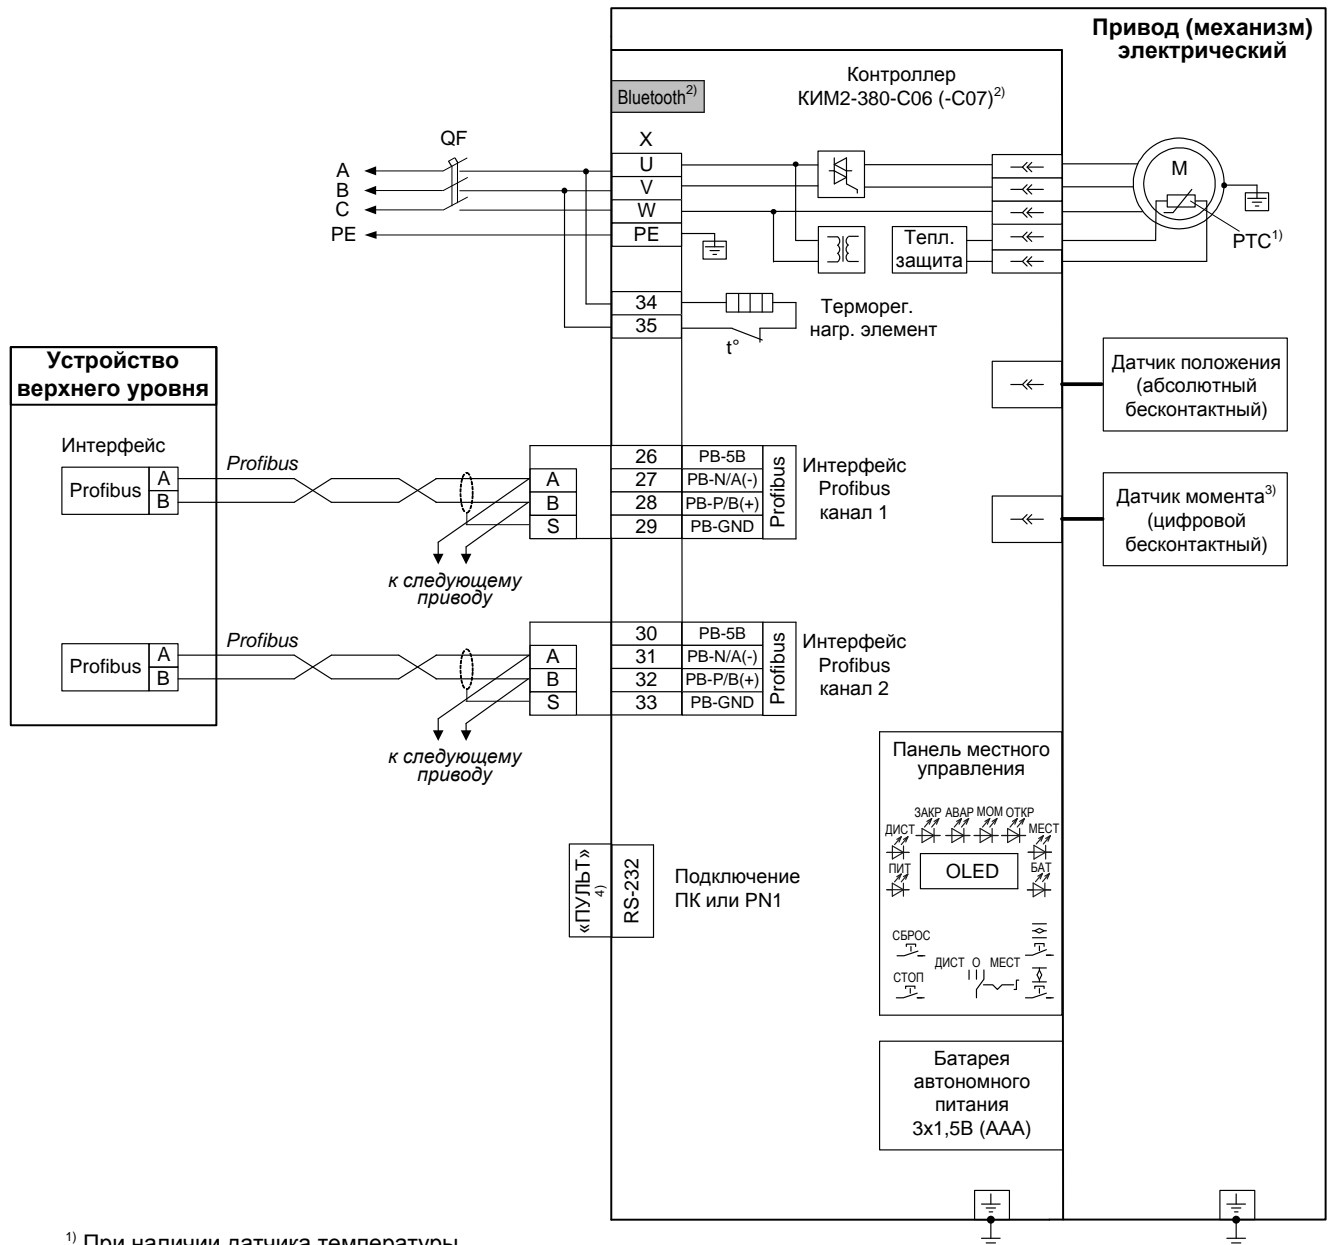 Привод (механизм)
электрический
Контроллер
КИМ2-380-С06 (-С07)2)
Bluetooth2)
QF
X
A
B
C
PE
U
V
W
PE
M
PTC1)
Тепл.
защита
34
35
t°
Терморег.
нагр. элемент
Устройство
верхнего уровня
Датчик положения
(абсолютный
бесконтактный)
Интерфейс
Profibus
A
B
Profibus
A
B
S
26
27
28
29
PB-5В
PB-N/A(-)
PB-P/B(+)
PB-GND
Profibus
Интерфейс
Profibus
канал 1
Датчик момента3)
(цифровой
бесконтактный)
к следующему
приводу
Profibus
A
B
Profibus
A
B
S
30
31
32
33
PB-5В
PB-N/A(-)
PB-P/B(+)
PB-GND
Profibus
Интерфейс
Profibus
канал 2
к следующему
приводу
Панель местного
управления
ЗАКР АВАР МОМ ОТКР
ДИСТ
МЕСТ
ПИТ
OLED
БАТ
СБРОС
ДИСТ О МЕСТ
СТОП
«ПУЛЬТ»
4)
RS-232
Подключение
ПК или PN1
Батарея
автономного
питания
3х1,5В (ААА)
1) При наличии датчика температуры